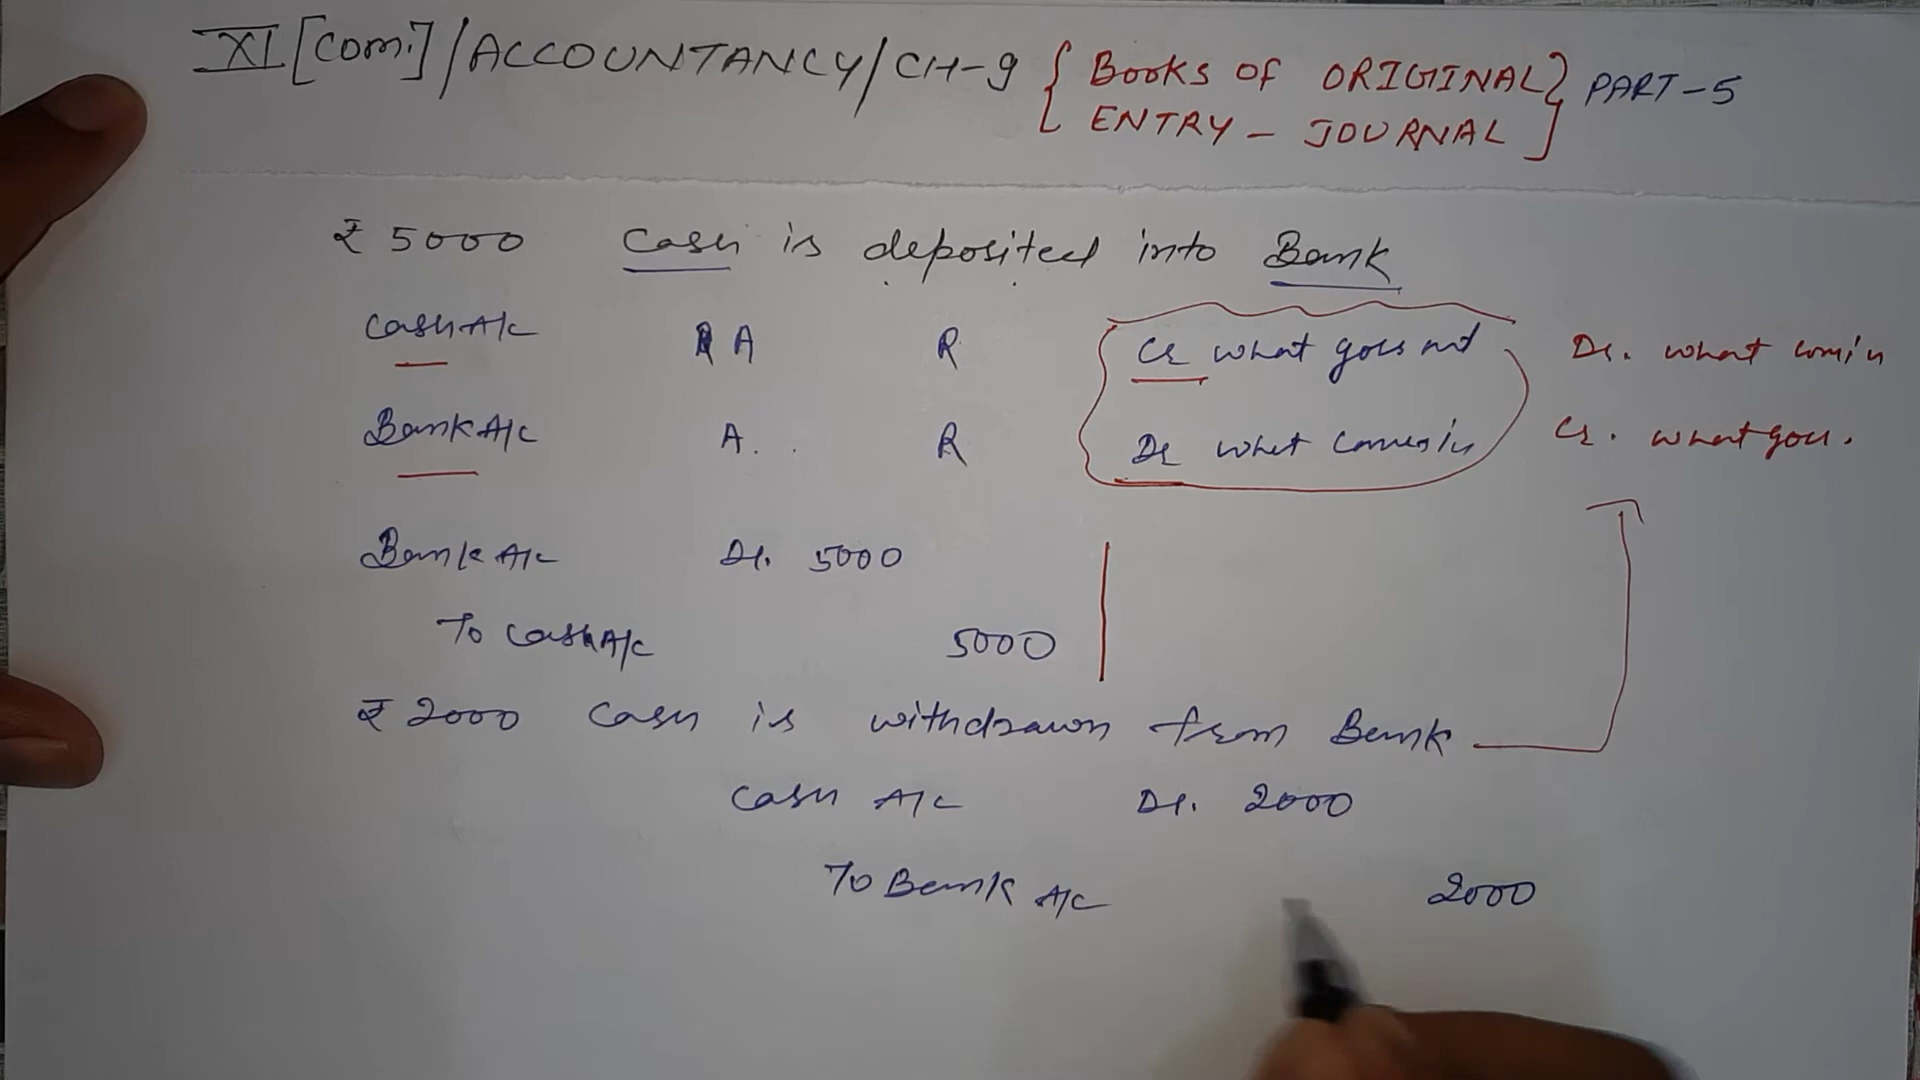 XI [Com.] / ACCOUNTANCY / CH-9 { BOOKS OF ORIGINAL ENTRY - JOURNAL } PART-5
₹ 5000 Cash is deposited into Bank
Cash A/c A R Cr what goes out Dr. what com in
Bank A/c A. R Dr what comes in Cr. what goes.
Bank A/c Dr. 5000
To Cash A/c 5000
₹ 2000 Cash is withdrawn from Bank
Cash A/c Dr. 2000
To Bank A/c 2000